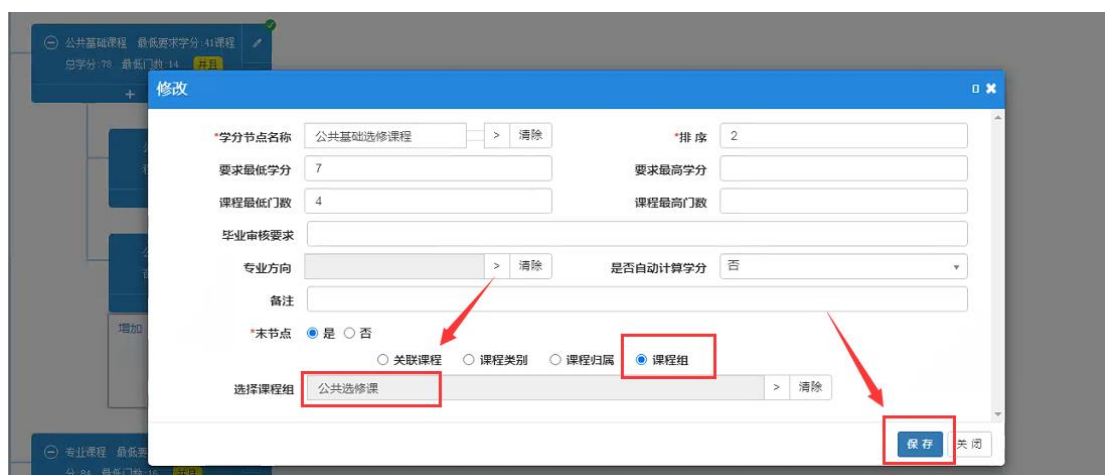 公共基础课程 最低要求学分:41课程
总学分:78 最低门数:14 并且
+
修改
*学分节点名称 公共基础选修课程 > 清除 *排 序 2
要求最低学分 7 要求最高学分
课程最低门数 4 课程最高门数
毕业审核要求
专业方向 > 清除 是否自动计算学分 否
备注
增加
*末节点 是 否
关联课程 课程类别 课程归属 课程组
选择课程组 公共选修课 > 清除
保存 关闭
专业课程 最低要
分:84 最低门数:16 并且